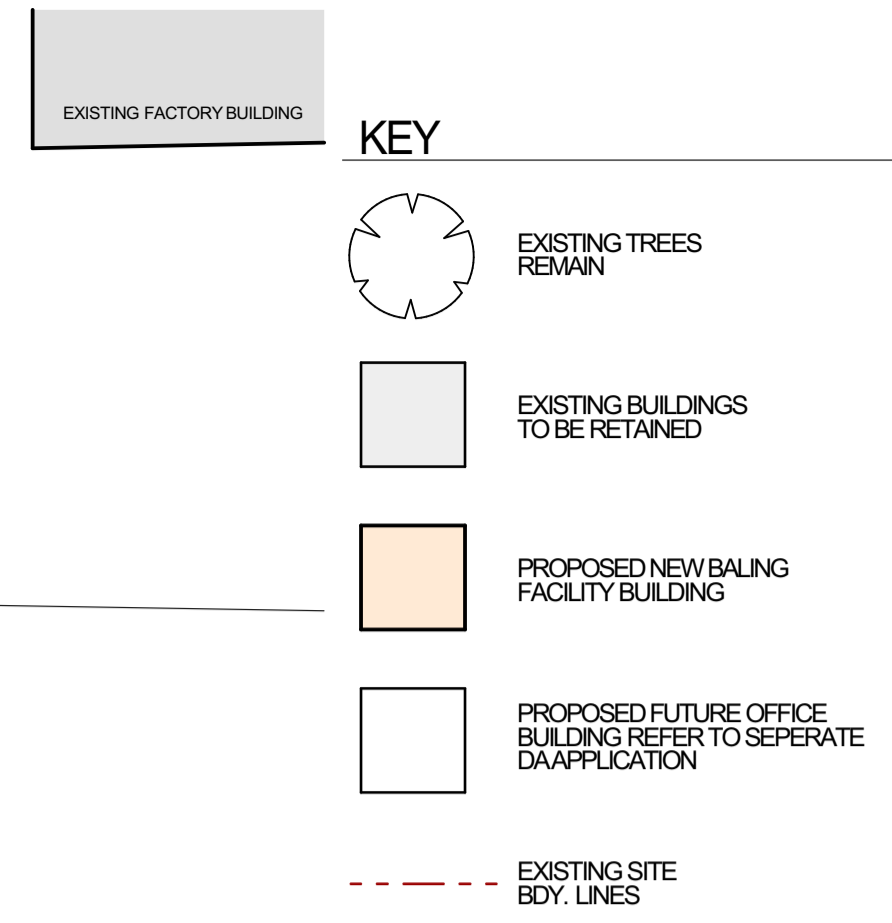 EXISTING FACTORY BUILDING
KEY
EXISTING TREES
REMAIN
EXISTING BUILDINGS
TO BE RETAINED
PROPOSED NEW BALING
FACILITY BUILDING
PROPOSED FUTURE OFFICE
BUILDING REFER TO SEPERATE
DA APPLICATION
EXISTING SITE
BDY. LINES